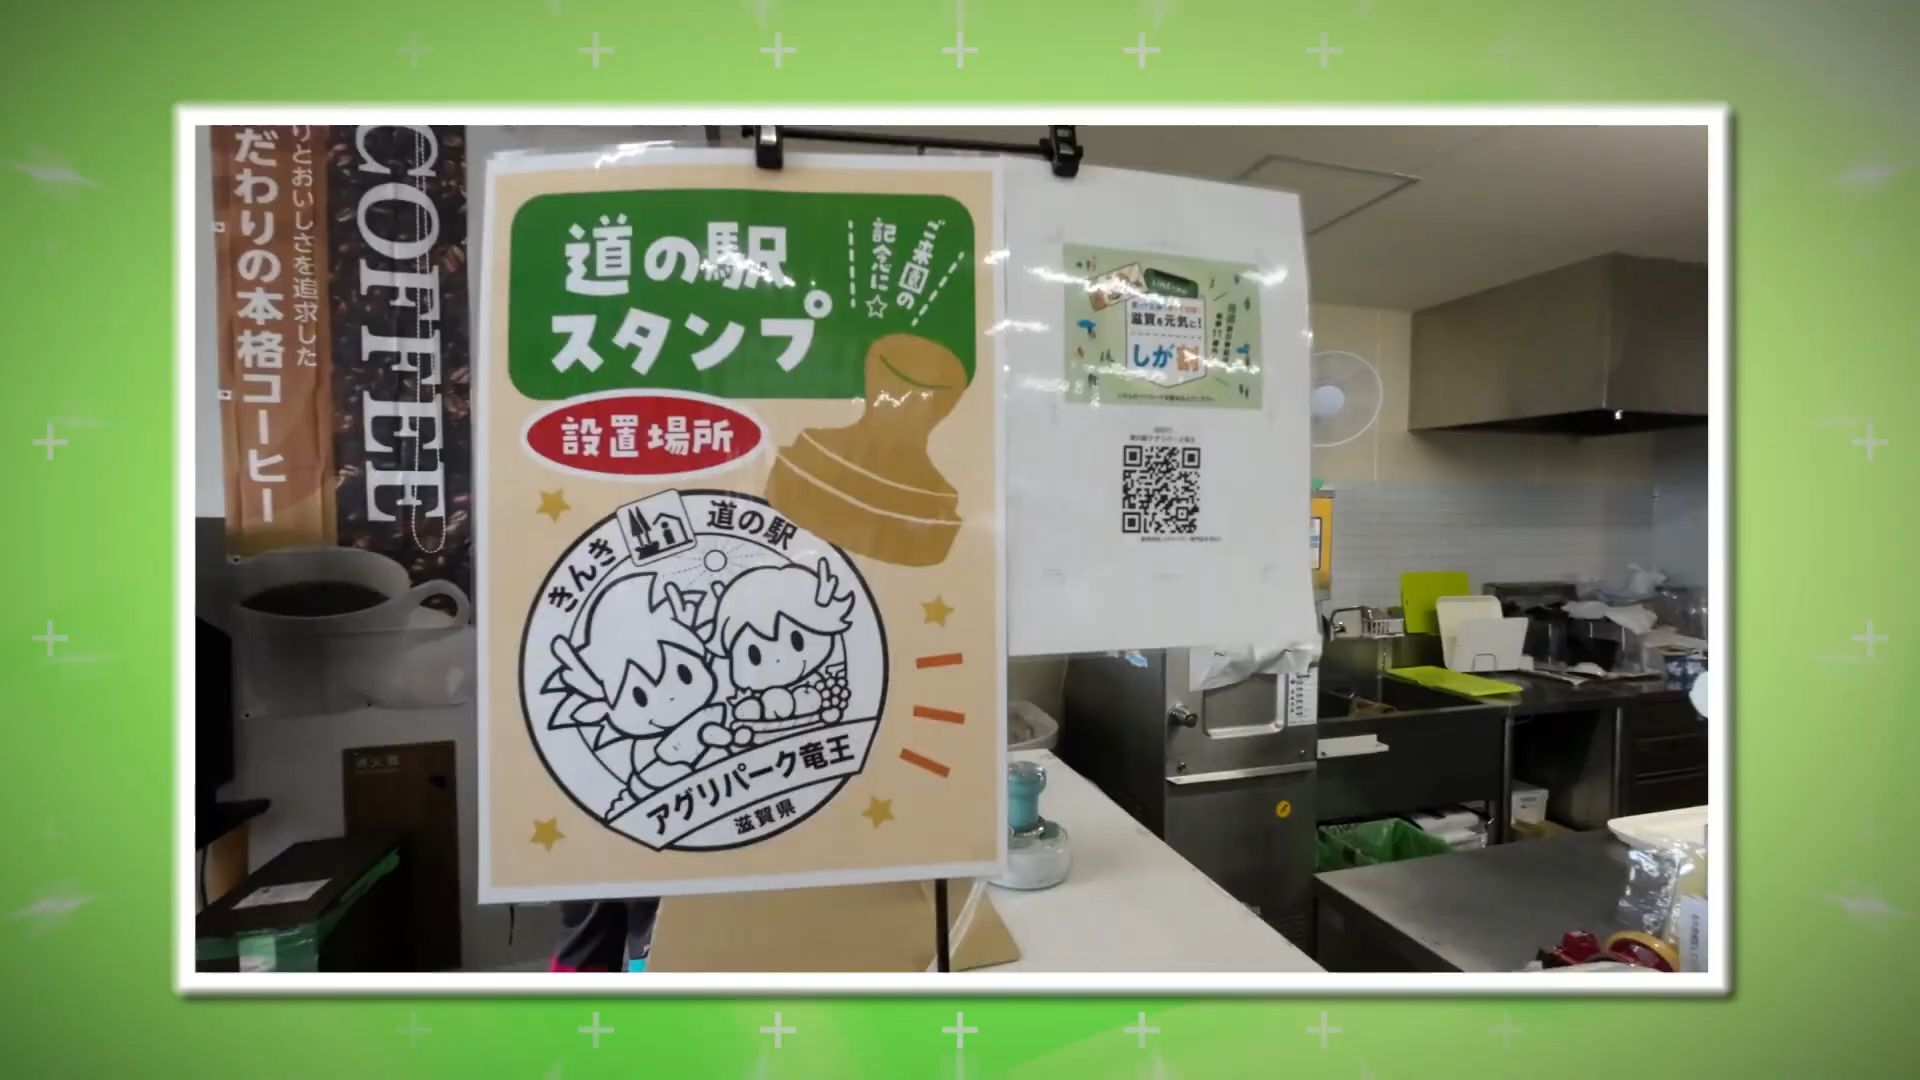 りとおいしさを追求した
だわりの本格コーヒー
COFFEE
道の駅
スタンプ
ご来園の
記念に☆
設置場所
きんき
道の駅
アグリパーク竜王
滋賀県
滋賀を元気に!
しが割